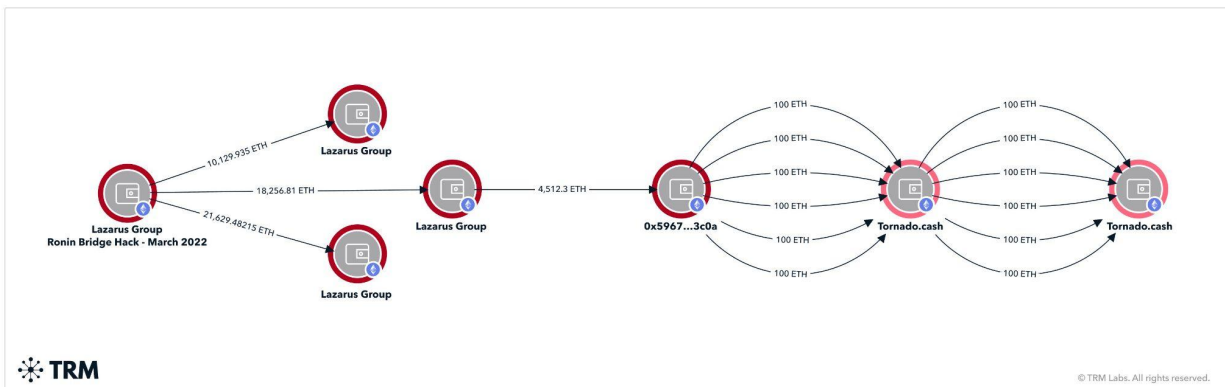 10,129.935 ETH
Lazarus Group
18,256.81 ETH
Lazarus Group
Ronin Bridge Hack - March 2022
21,629.48215 ETH
Lazarus Group
Lazarus Group
4,512.3 ETH
0x5967...3c0a
100 ETH
100 ETH
100 ETH
100 ETH
100 ETH
100 ETH
Tornado.cash
100 ETH
100 ETH
100 ETH
100 ETH
100 ETH
100 ETH
Tornado.cash
TRM
© TRM Labs. All rights reserved.